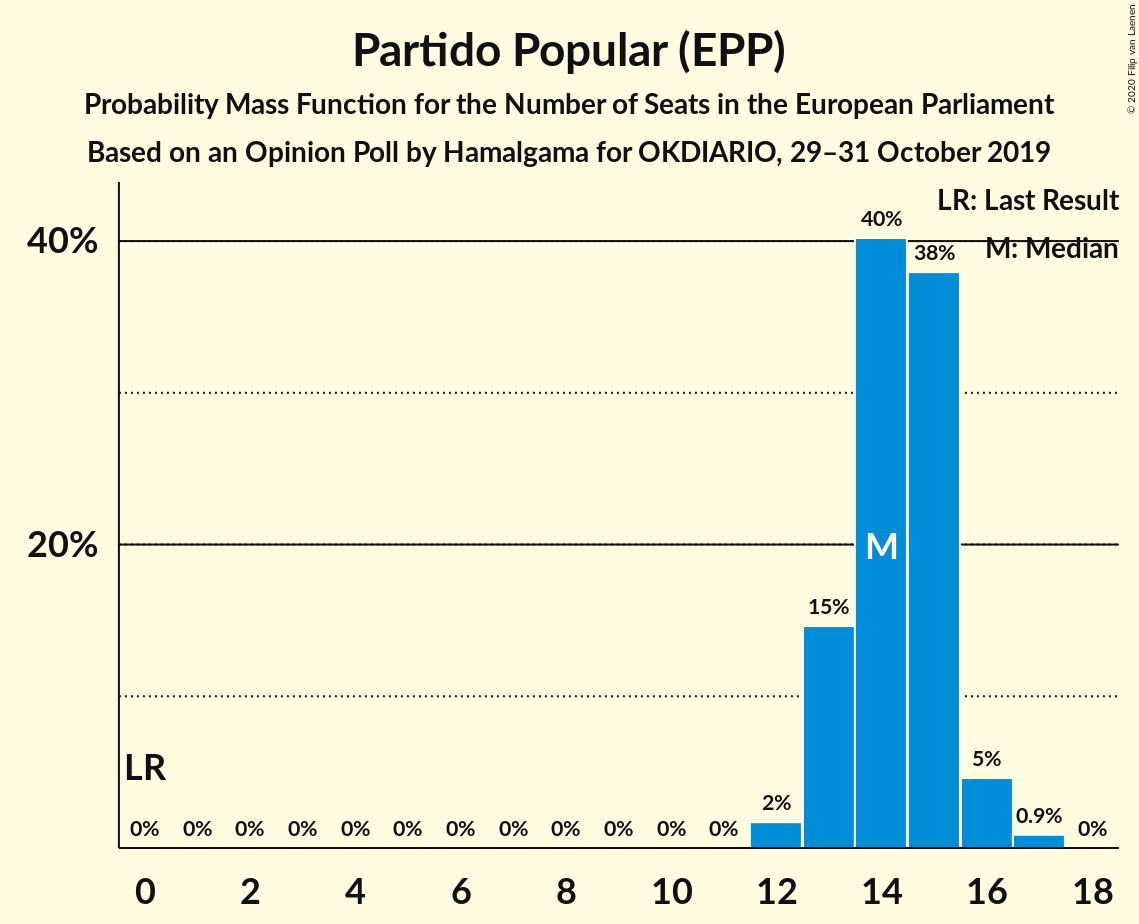 Partido Popular (EPP)
Probability Mass Function for the Number of Seats in the European Parliament
Based on an Opinion Poll by Hamalgama for OKDIARIO, 29–31 October 2019
© 2020 Filip van Laenen
LR: Last Result
M: Median
40%
20%
40%
38%
M
15%
LR
5%
2%
0.9%
0% 0% 0% 0% 0% 0% 0% 0% 0% 0% 0% 0% 0%
0 2 4 6 8 10 12 14 16 18